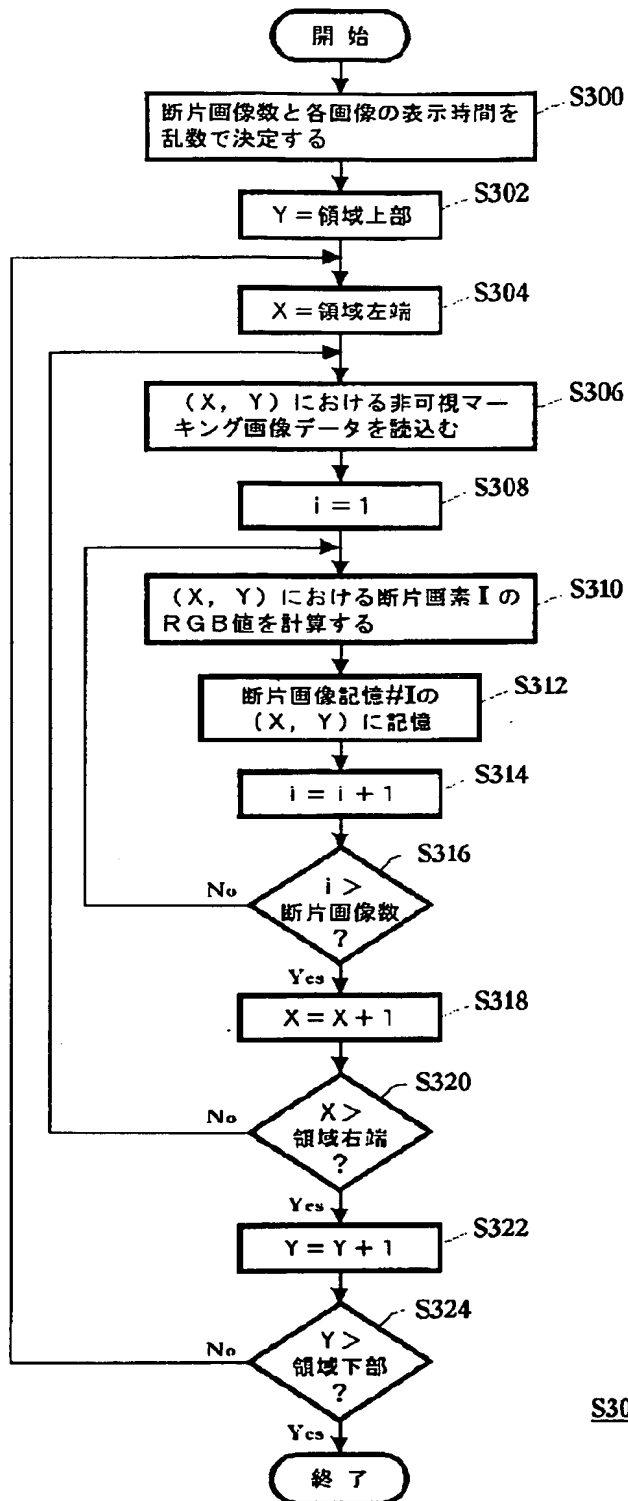 開 始
断片画像数と各画像の表示時間を
乱数で決定する
S300
Y=領域上部
S302
X=領域左端
S304
(X, Y)における非可視マー
キング画像データを読込む
S306
i=1
S308
(X, Y)における断片画素Iの
RGB値を計算する
S310
断片画像記憶#Iの
(X, Y)に記憶
S312
i=i+1
S314
i>
断片画像数
?
S316
No
Yes
X=X+1
S318
X>
領域右端
?
S320
No
Yes
Y=Y+1
S322
Y>
領域下部
?
S324
No
Yes
終 了
S30